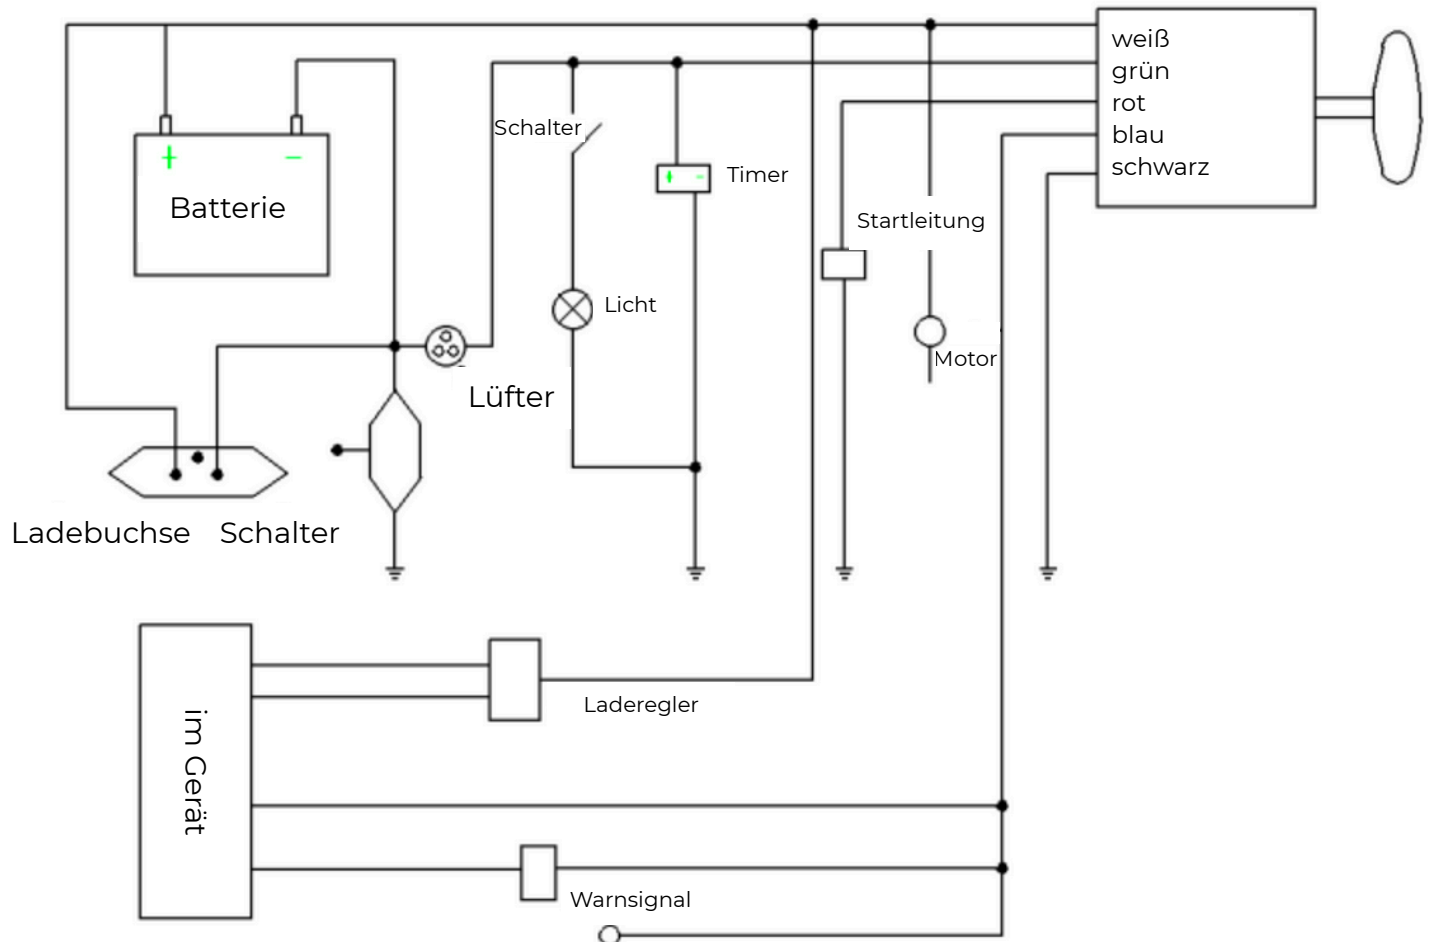 weiß
grün
rot
blau
schwarz
Schalter
+ -
Batterie
Timer
Startleitung
Licht
Motor
Lüfter
Ladebuchse
Schalter
im Gerät
Laderegler
Warnsignal